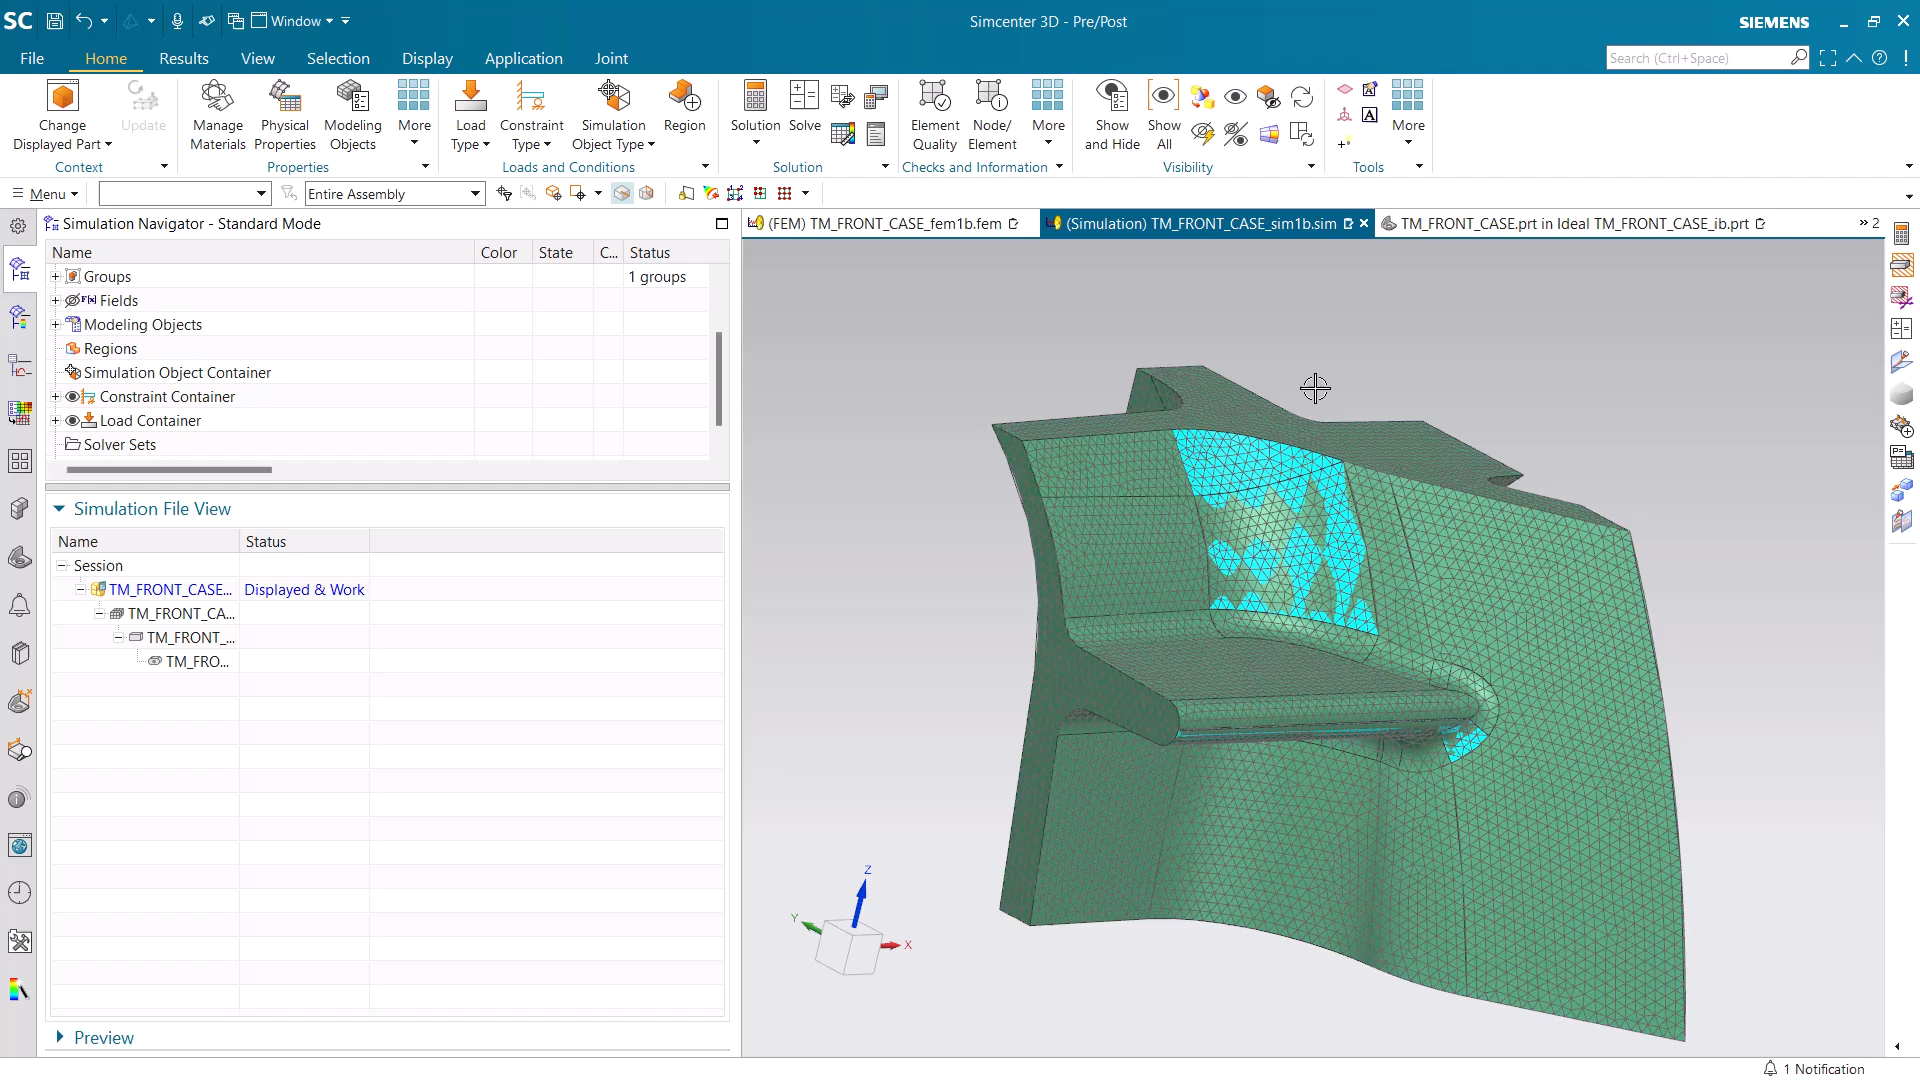 SC Window Simcenter 3D - Pre/Post SIEMENS
File Home Results View Selection Display Application Joint Search (Ctrl+Space)
Change Displayed Part
Update
Context
Manage Materials
Physical Properties
Modeling Objects
More
Properties
Load Type
Constraint Type
Simulation Object Type
Region
Loads and Conditions
Solution
Solve
Solution
Element Quality
Node/ Element
More
Checks and Information
Show and Hide
Show All
Visibility
A
More
Tools
Menu
Entire Assembly
Simulation Navigator - Standard Mode
(FEM) TM_FRONT_CASE_fem1b.fem
(Simulation) TM_FRONT_CASE_sim1b.sim
TM_FRONT_CASE.prt in Ideal TM_FRONT_CASE_ib.prt
» 2
Name Color State C... Status
Groups 1 groups
Fields
Modeling Objects
Regions
Simulation Object Container
Constraint Container
Load Container
Solver Sets
Simulation File View
Name Status
Session
TM_FRONT_CASE... Displayed & Work
TM_FRONT_CA...
TM_FRONT_...
TM_FRO...
Z
Y
X
Preview
1 Notification